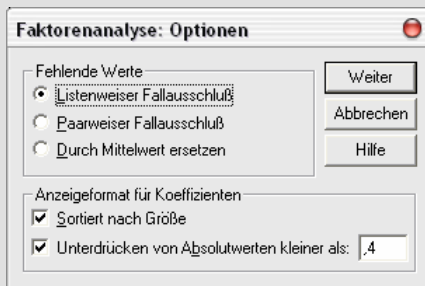 Faktorenanalyse: Optionen
Fehlende Werte
Listenweiser Fallausschluß
Paarweiser Fallausschluß
Durch Mittelwert ersetzen
Weiter
Abbrechen
Hilfe
Anzeigeformat für Koeffizienten
Sortiert nach Größe
Unterdrücken von Absolutwerten kleiner als: ,4